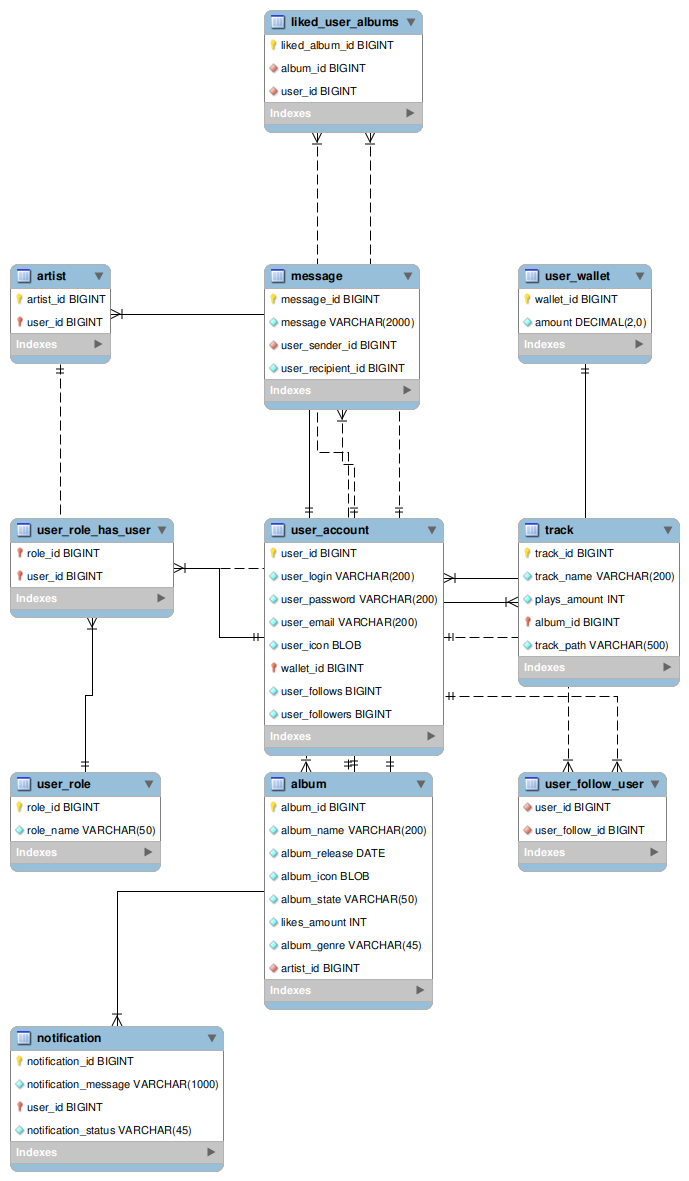 liked_user_albums
liked_album_id BIGINT
album_id BIGINT
user_id BIGINT
Indexes
artist
artist_id BIGINT
user_id BIGINT
Indexes
message
message_id BIGINT
message VARCHAR(2000)
user_sender_id BIGINT
user_recipient_id BIGINT
Indexes
user_wallet
wallet_id BIGINT
amount DECIMAL(2,0)
Indexes
user_role_has_user
role_id BIGINT
user_id BIGINT
Indexes
user_account
user_id BIGINT
user_login VARCHAR(200)
user_password VARCHAR(200)
user_email VARCHAR(200)
user_icon BLOB
wallet_id BIGINT
user_follows BIGINT
user_followers BIGINT
Indexes
track
track_id BIGINT
track_name VARCHAR(200)
plays_amount INT
album_id BIGINT
track_path VARCHAR(500)
Indexes
user_role
role_id BIGINT
role_name VARCHAR(50)
Indexes
album
album_id BIGINT
album_name VARCHAR(200)
album_release DATE
album_icon BLOB
album_state VARCHAR(50)
likes_amount INT
album_genre VARCHAR(45)
artist_id BIGINT
Indexes
user_follow_user
user_id BIGINT
user_follow_id BIGINT
Indexes
notification
notification_id BIGINT
notification_message VARCHAR(1000)
user_id BIGINT
notification_status VARCHAR(45)
Indexes